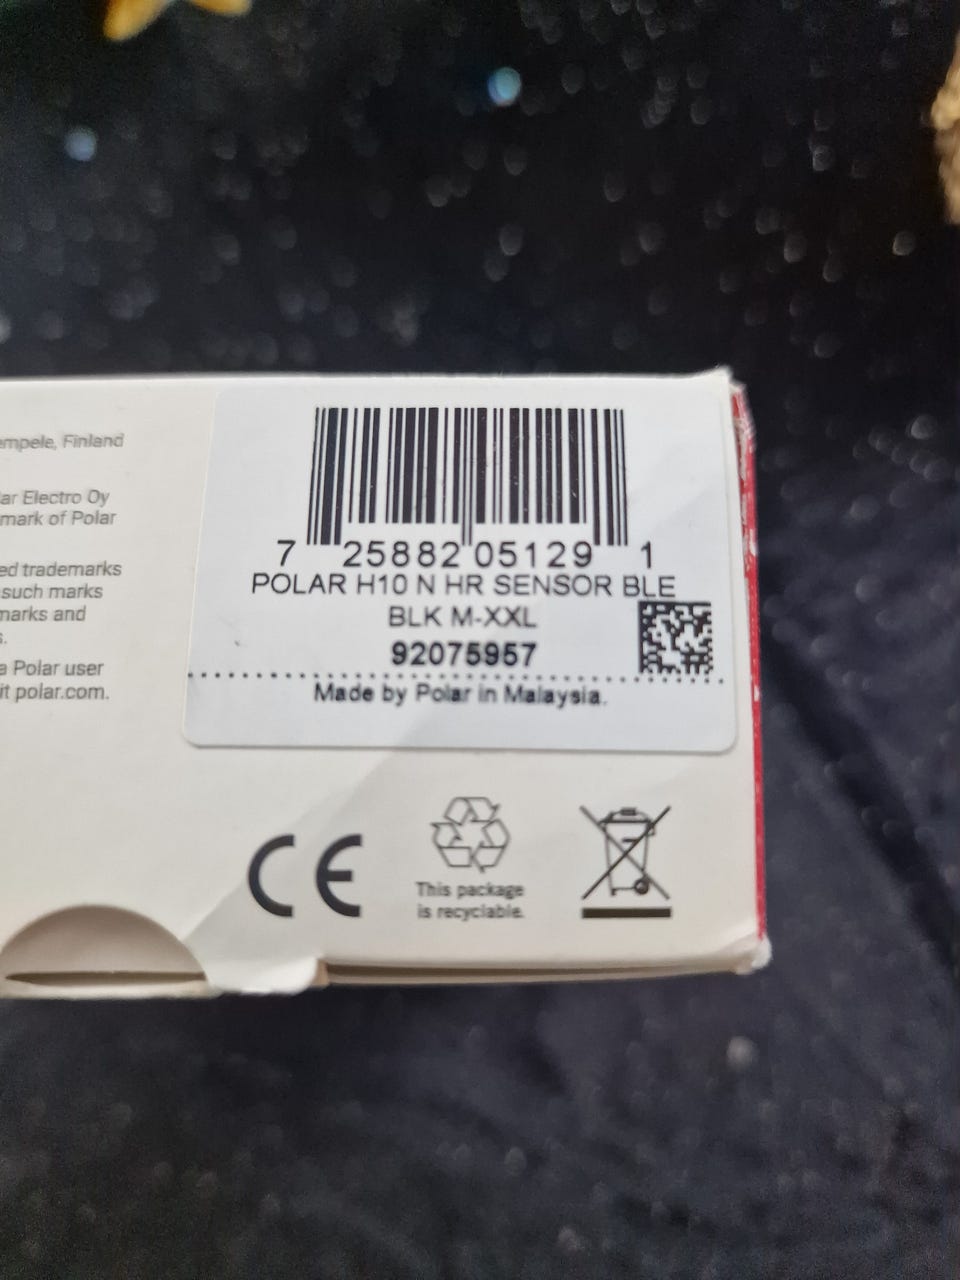 empele, Finland
ar Electro Oy
mark of Polar
ed trademarks
such marks
marks and
s.
a Polar user
it polar.com.
7 25882 05129 1
POLAR H10 N HR SENSOR BLE
BLK M-XXL
92075957
Made by Polar in Malaysia.
CE
This package
is recyclable.